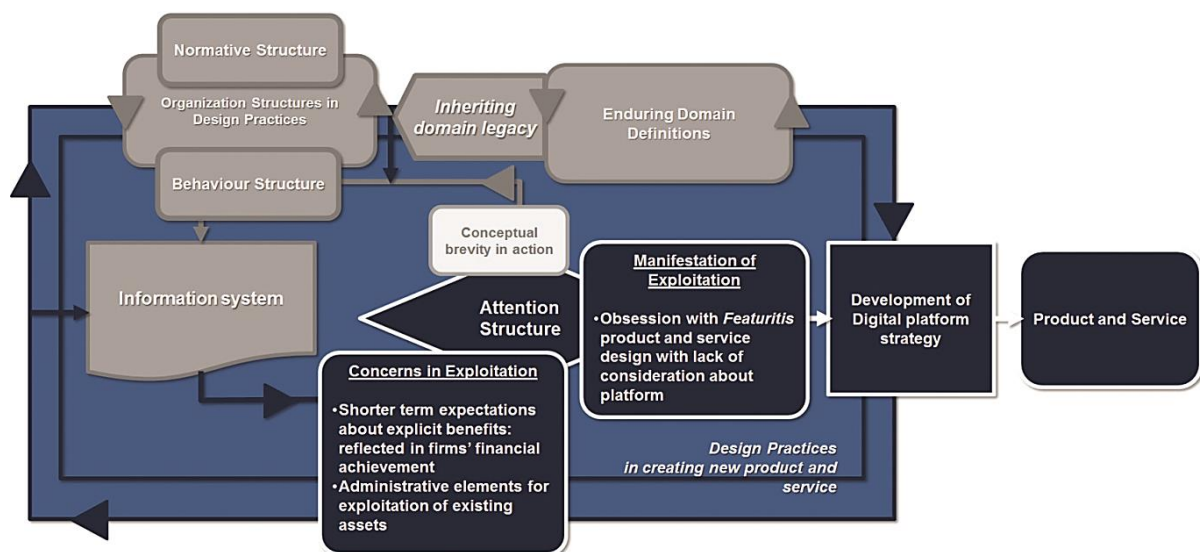 Normative Structure
Organization Structures in
Design Practices
Behaviour Structure
Inheriting
domain legacy
Enduring Domain
Definitions
Conceptual
brevity in action
Information system
Attention
Structure
Manifestation of
Exploitation
•Obsession with Featuritis
product and service
design with lack of
consideration about
platform
Development of
Digital platform
strategy
Product and Service
Concerns in Exploitation
•Shorter term expectations
about explicit benefits:
reflected in firms' financial
achievement
•Administrative elements for
exploitation of existing
assets
Design Practices
in creating new product and
service